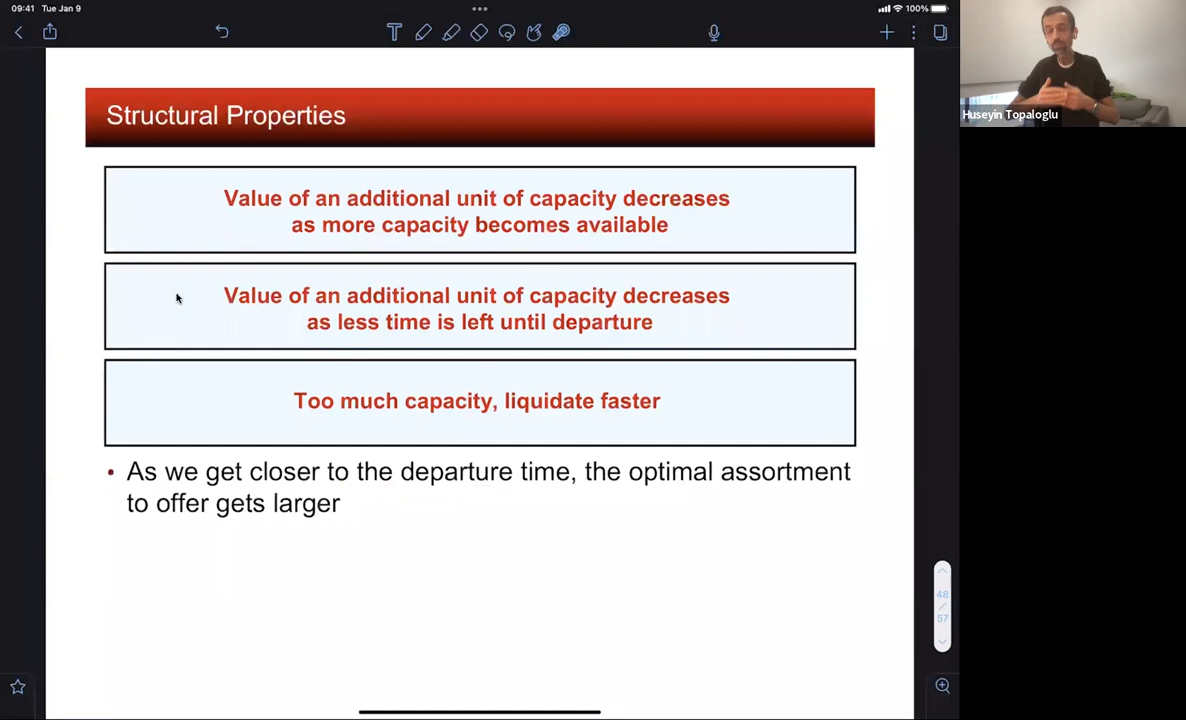 09:41 Tue Jan 9
100%
Huseyin Topaloglu
Structural Properties
Value of an additional unit of capacity decreases
as more capacity becomes available
Value of an additional unit of capacity decreases
as less time is left until departure
Too much capacity, liquidate faster
• As we get closer to the departure time, the optimal assortment
to offer gets larger
48
/
57